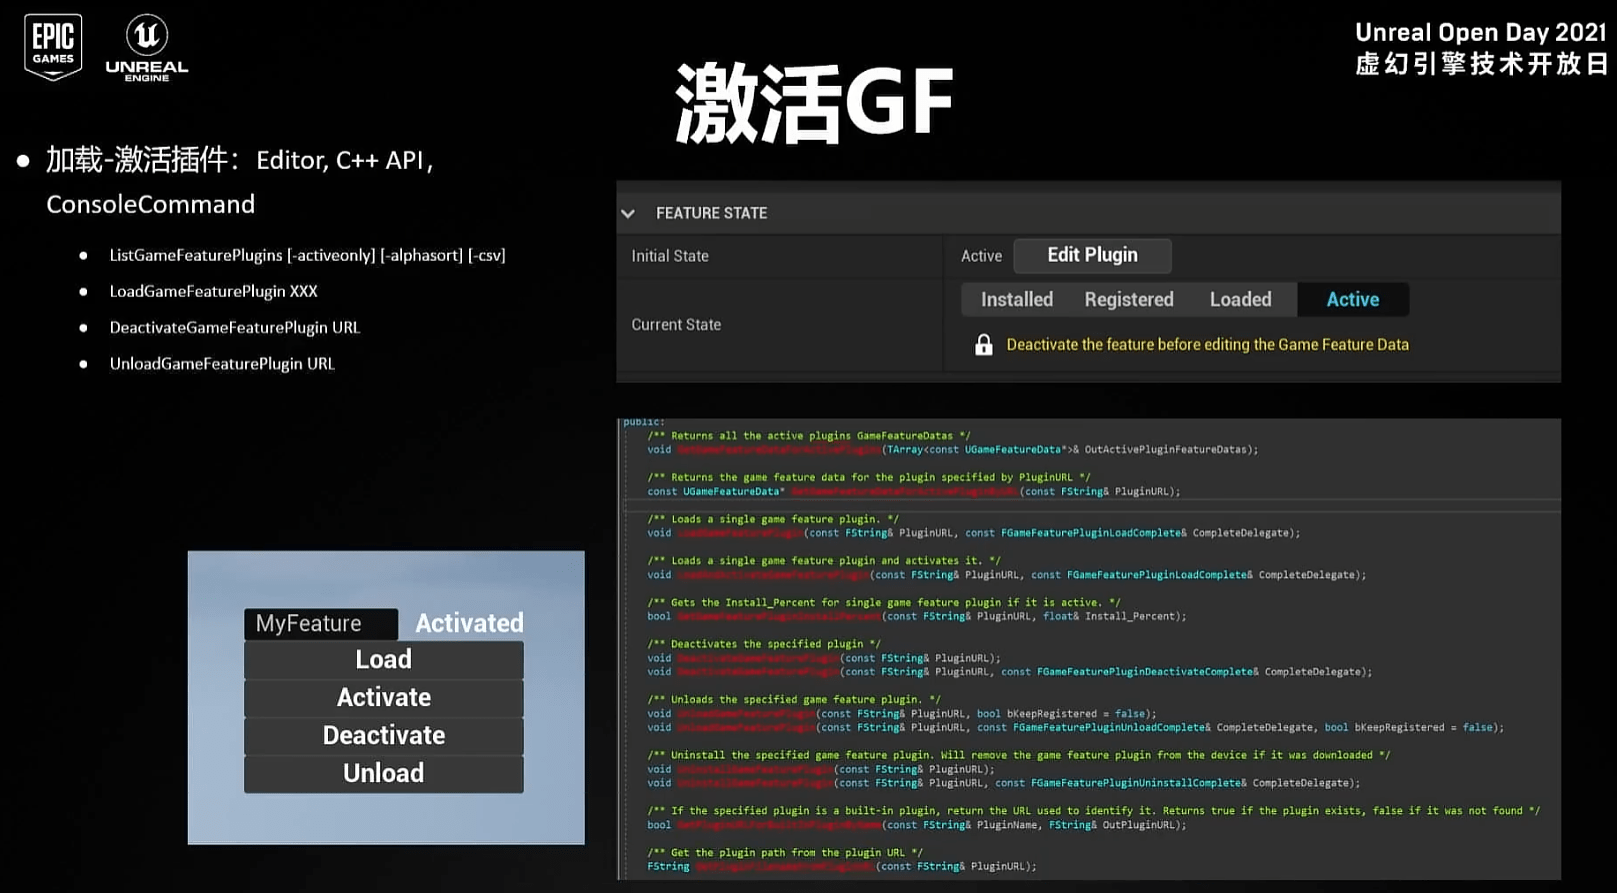 EPIC
GAMES
UNREAL
ENGINE
Unreal Open Day 2021
虚幻引擎技术开放日
激活GF
● 加载-激活插件：Editor, C++ API,
ConsoleCommand
● ListGameFeaturePlugins [-activeonly] [-alphasort] [-csv]
● LoadGameFeaturePlugin XXX
● DeactivateGameFeaturePlugin URL
● UnloadGameFeaturePlugin URL
FEATURE STATE
Initial State
Active
Edit Plugin
Current State
Installed Registered Loaded Active
Deactivate the feature before editing the Game Feature Data
MyFeature Activated
Load
Activate
Deactivate
Unload
public:
/** Returns all the active plugins GameFeatureDatas */
void (TArray<const UGameFeatureData*>& OutActivePluginFeatureDatas);
/** Returns the game feature data for the plugin specified by PluginURL */
const UGameFeatureData* (const FString& PluginURL);
/** Loads a single game feature plugin. */
void LoadGameFeaturePlugin(const FString& PluginURL, const FGameFeaturePluginLoadComplete& CompleteDelegate);
/** Loads a single game feature plugin and activates it. */
void (const FString& PluginURL, const FGameFeaturePluginLoadComplete& CompleteDelegate);
/** Gets the Install_Percent for single game feature plugin if it is active. */
bool (const FString& PluginURL, float& Install_Percent);
/** Deactivates the specified plugin */
void DeactivateGameFeaturePlugin(const FString& PluginURL);
void DeactivateGameFeaturePlugin(const FString& PluginURL, const FGameFeaturePluginDeactivateComplete& CompleteDelegate);
/** Unloads the specified game feature plugin. */
void UnloadGameFeaturePlugin(const FString& PluginURL, bool bKeepRegistered = false);
void UnloadGameFeaturePlugin(const FString& PluginURL, const FGameFeaturePluginUnloadComplete& CompleteDelegate, bool bKeepRegistered = false);
/** Uninstall the specified game feature plugin. Will remove the game feature plugin from the device if it was downloaded */
void UninstallGameFeaturePlugin(const FString& PluginURL);
void UninstallGameFeaturePlugin(const FString& PluginURL, const FGameFeaturePluginUninstallComplete& CompleteDelegate);
/** If the specified plugin is a built-in plugin, return the URL used to identify it. Returns true if the plugin exists, false if it was not found */
bool (const FString& PluginName, FString& OutPluginURL);
/** Get the plugin path from the plugin URL */
FString (const FString& PluginURL);